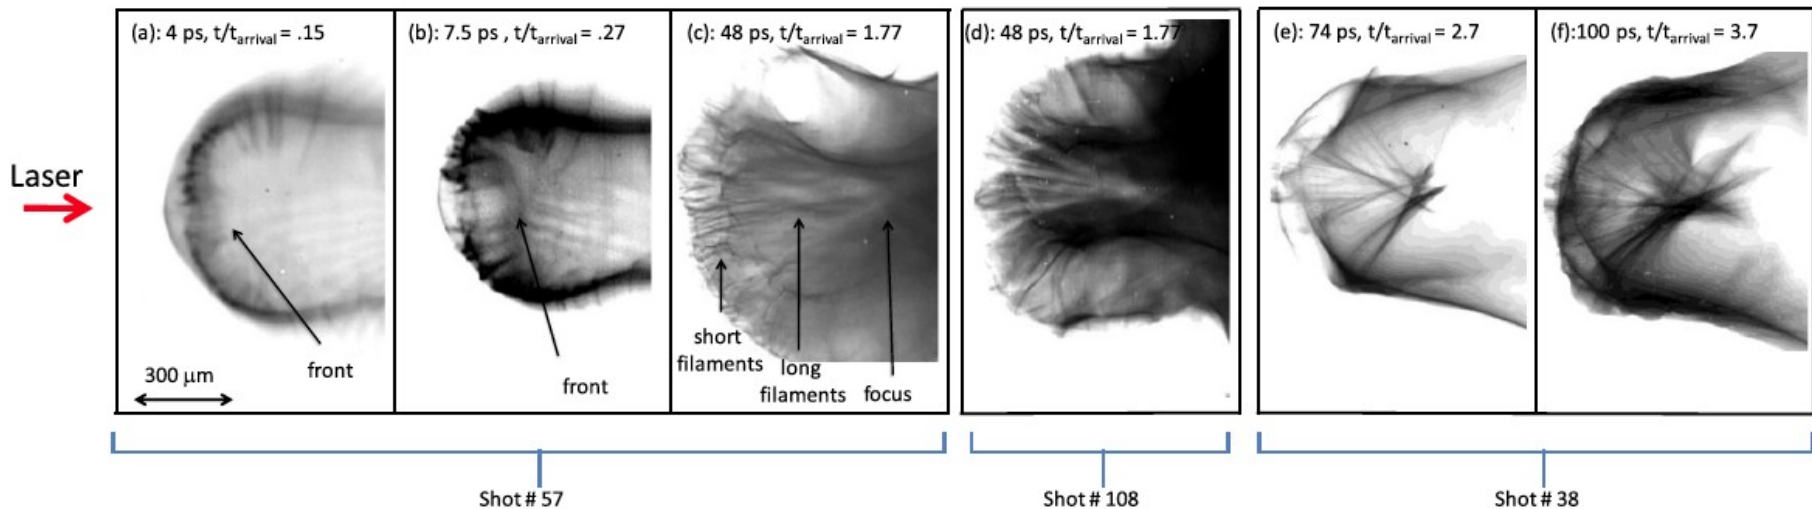 (a): 4 ps, t/tarrival = .15
(b): 7.5 ps , t/tarrival = .27
(c): 48 ps, t/tarrival = 1.77
(d): 48 ps, t/tarrival = 1.77
(e): 74 ps, t/tarrival = 2.7
(f):100 ps, t/tarrival = 3.7
Laser
front
300 μm
front
short
filaments
long
filaments
focus
Shot # 57
Shot # 108
Shot # 38